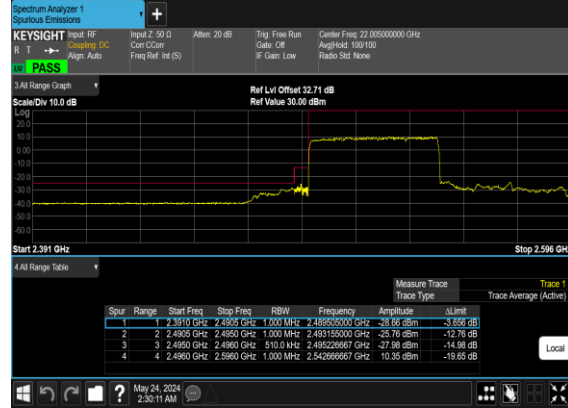 Spectrum Analyzer 1
Spurious Emissions
+
KEYSIGHT Input: RF Input Z: 50 Ω Atten: 20 dB Trig: Free Run Center Freq: 22.005000000 GHz
R T Coupling: DC Corr CCorr Gate: Off Avg|Hold: 100/100
Align: Auto Freq Ref: Int (S) IF Gain: Low Radio Std: None
PASS
3 All Range Graph
Ref Lvl Offset 32.71 dB
Scale/Div 10.0 dB Ref Value 30.00 dBm
Log
20.0
10.0
0.00
-10.0
-20.0
-30.0
-40.0
-50.0
-60.0
Start 2.391 GHz Stop 2.596 GH
4 All Range Table
Measure Trace Trace 1
Trace Type Trace Average (Active)
Spur Range Start Freq Stop Freq RBW Frequency Amplitude ΔLimit
1 1 2.3910 GHz 2.4905 GHz 1.000 MHz 2.489505000 GHz -28.66 dBm -3.656 dB
2 2 2.4905 GHz 2.4950 GHz 1.000 MHz 2.493155000 GHz -25.76 dBm -12.76 dB
3 3 2.4950 GHz 2.4960 GHz 510.0 kHz 2.495226667 GHz -27.98 dBm -14.98 dB
4 4 2.4960 GHz 2.5960 GHz 1.000 MHz 2.542666667 GHz 10.35 dBm -19.65 dB
Local
? May 24, 2024
2:30:11 AM